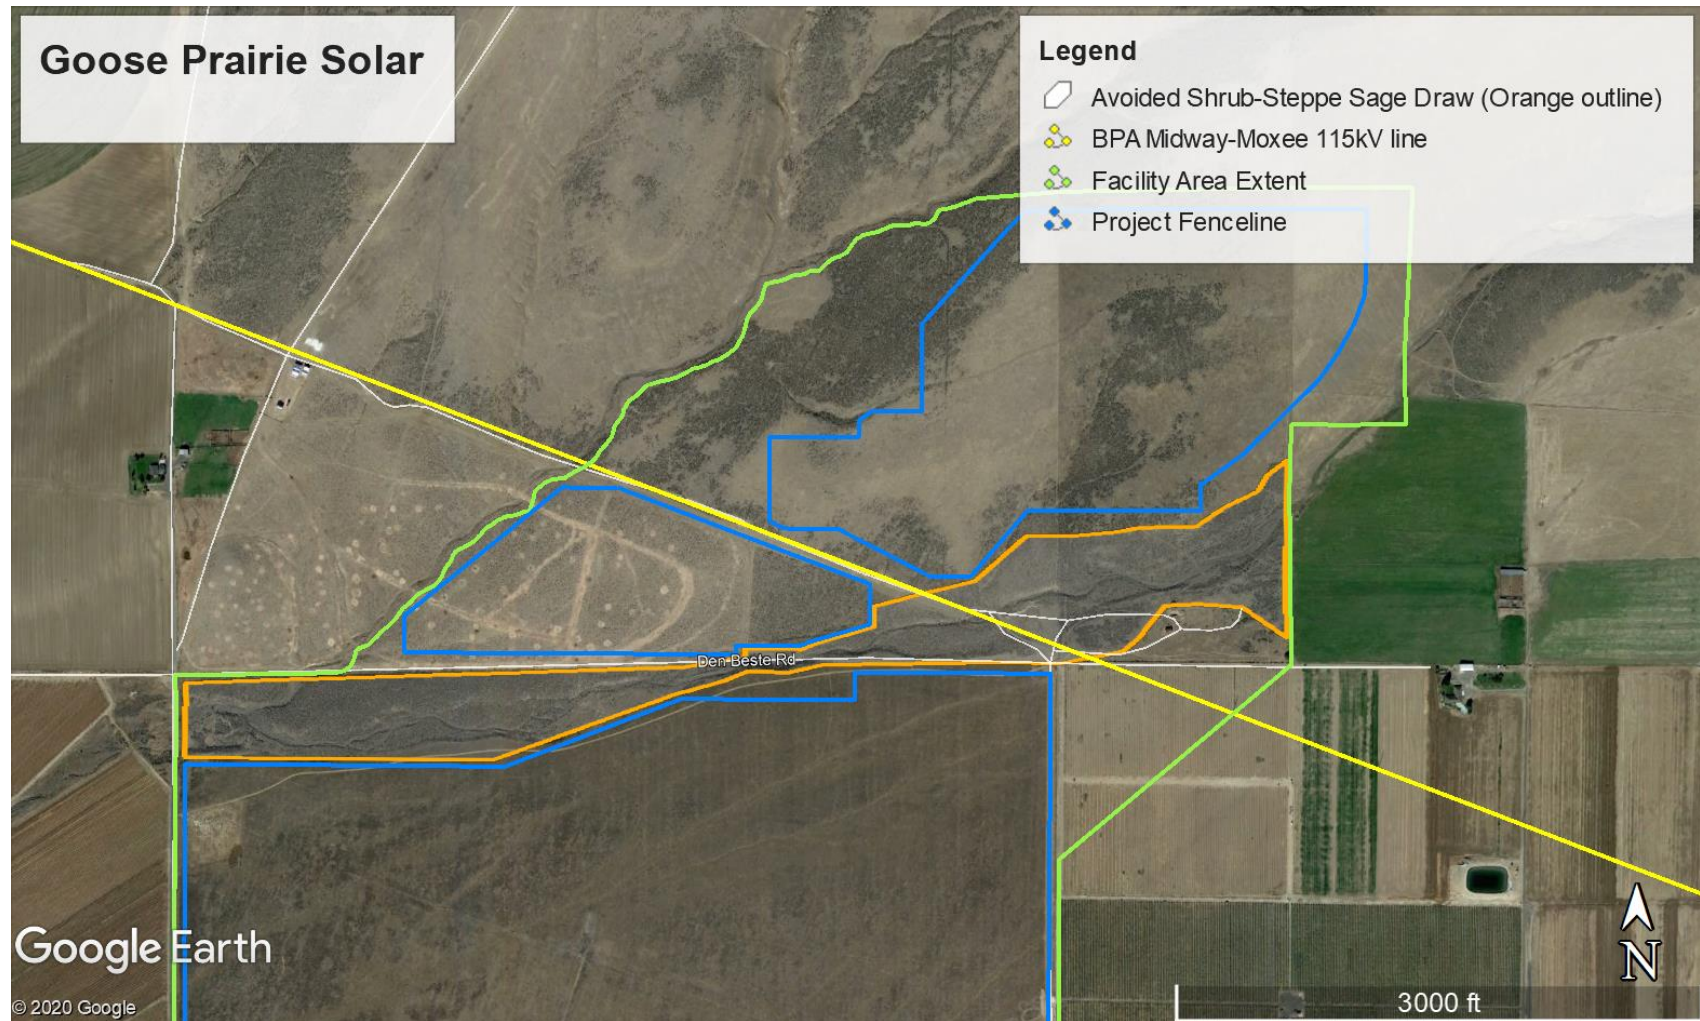 Goose Prairie Solar
Legend
Avoided Shrub-Steppe Sage Draw (Orange outline)
BPA Midway-Moxee 115kV line
Facility Area Extent
Project Fenceline
Den Beste Rd
Google Earth
© 2020 Google
N
3000 ft